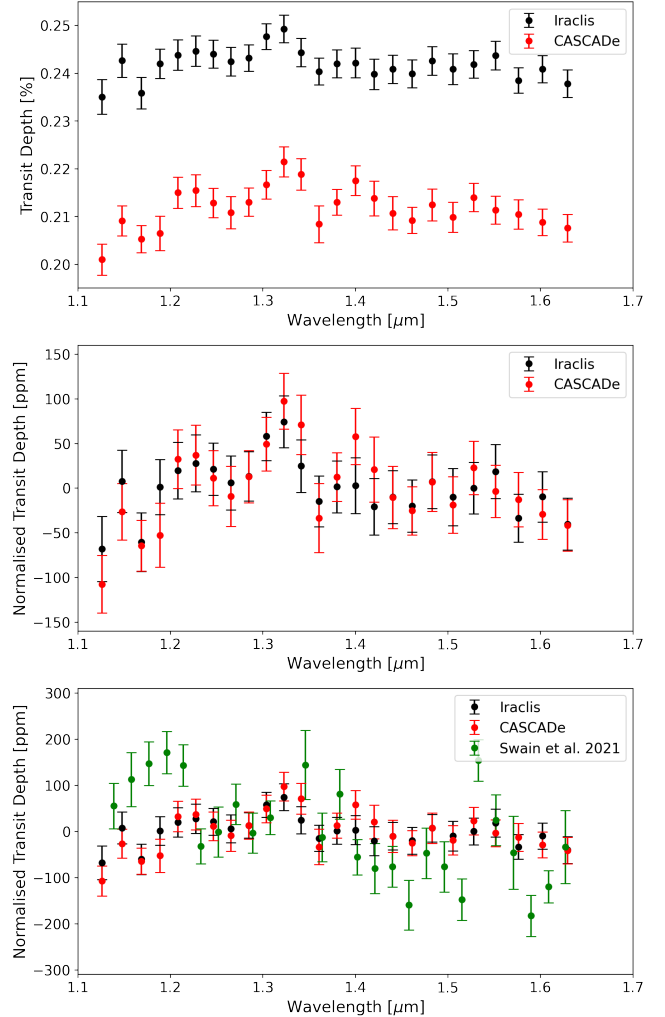 0.25
0.24
0.23
0.22
0.21
0.20
Transit Depth [%]
Iraclis
CASCADe
1.1 1.2 1.3 1.4 1.5 1.6 1.7
Wavelength [μm]
150
100
50
0
−50
−100
−150
Normalised Transit Depth [ppm]
Iraclis
CASCADe
1.1 1.2 1.3 1.4 1.5 1.6 1.7
Wavelength [μm]
300
200
100
0
−100
−200
−300
Normalised Transit Depth [ppm]
Iraclis
CASCADe
Swain et al. 2021
1.1 1.2 1.3 1.4 1.5 1.6 1.7
Wavelength [μm]